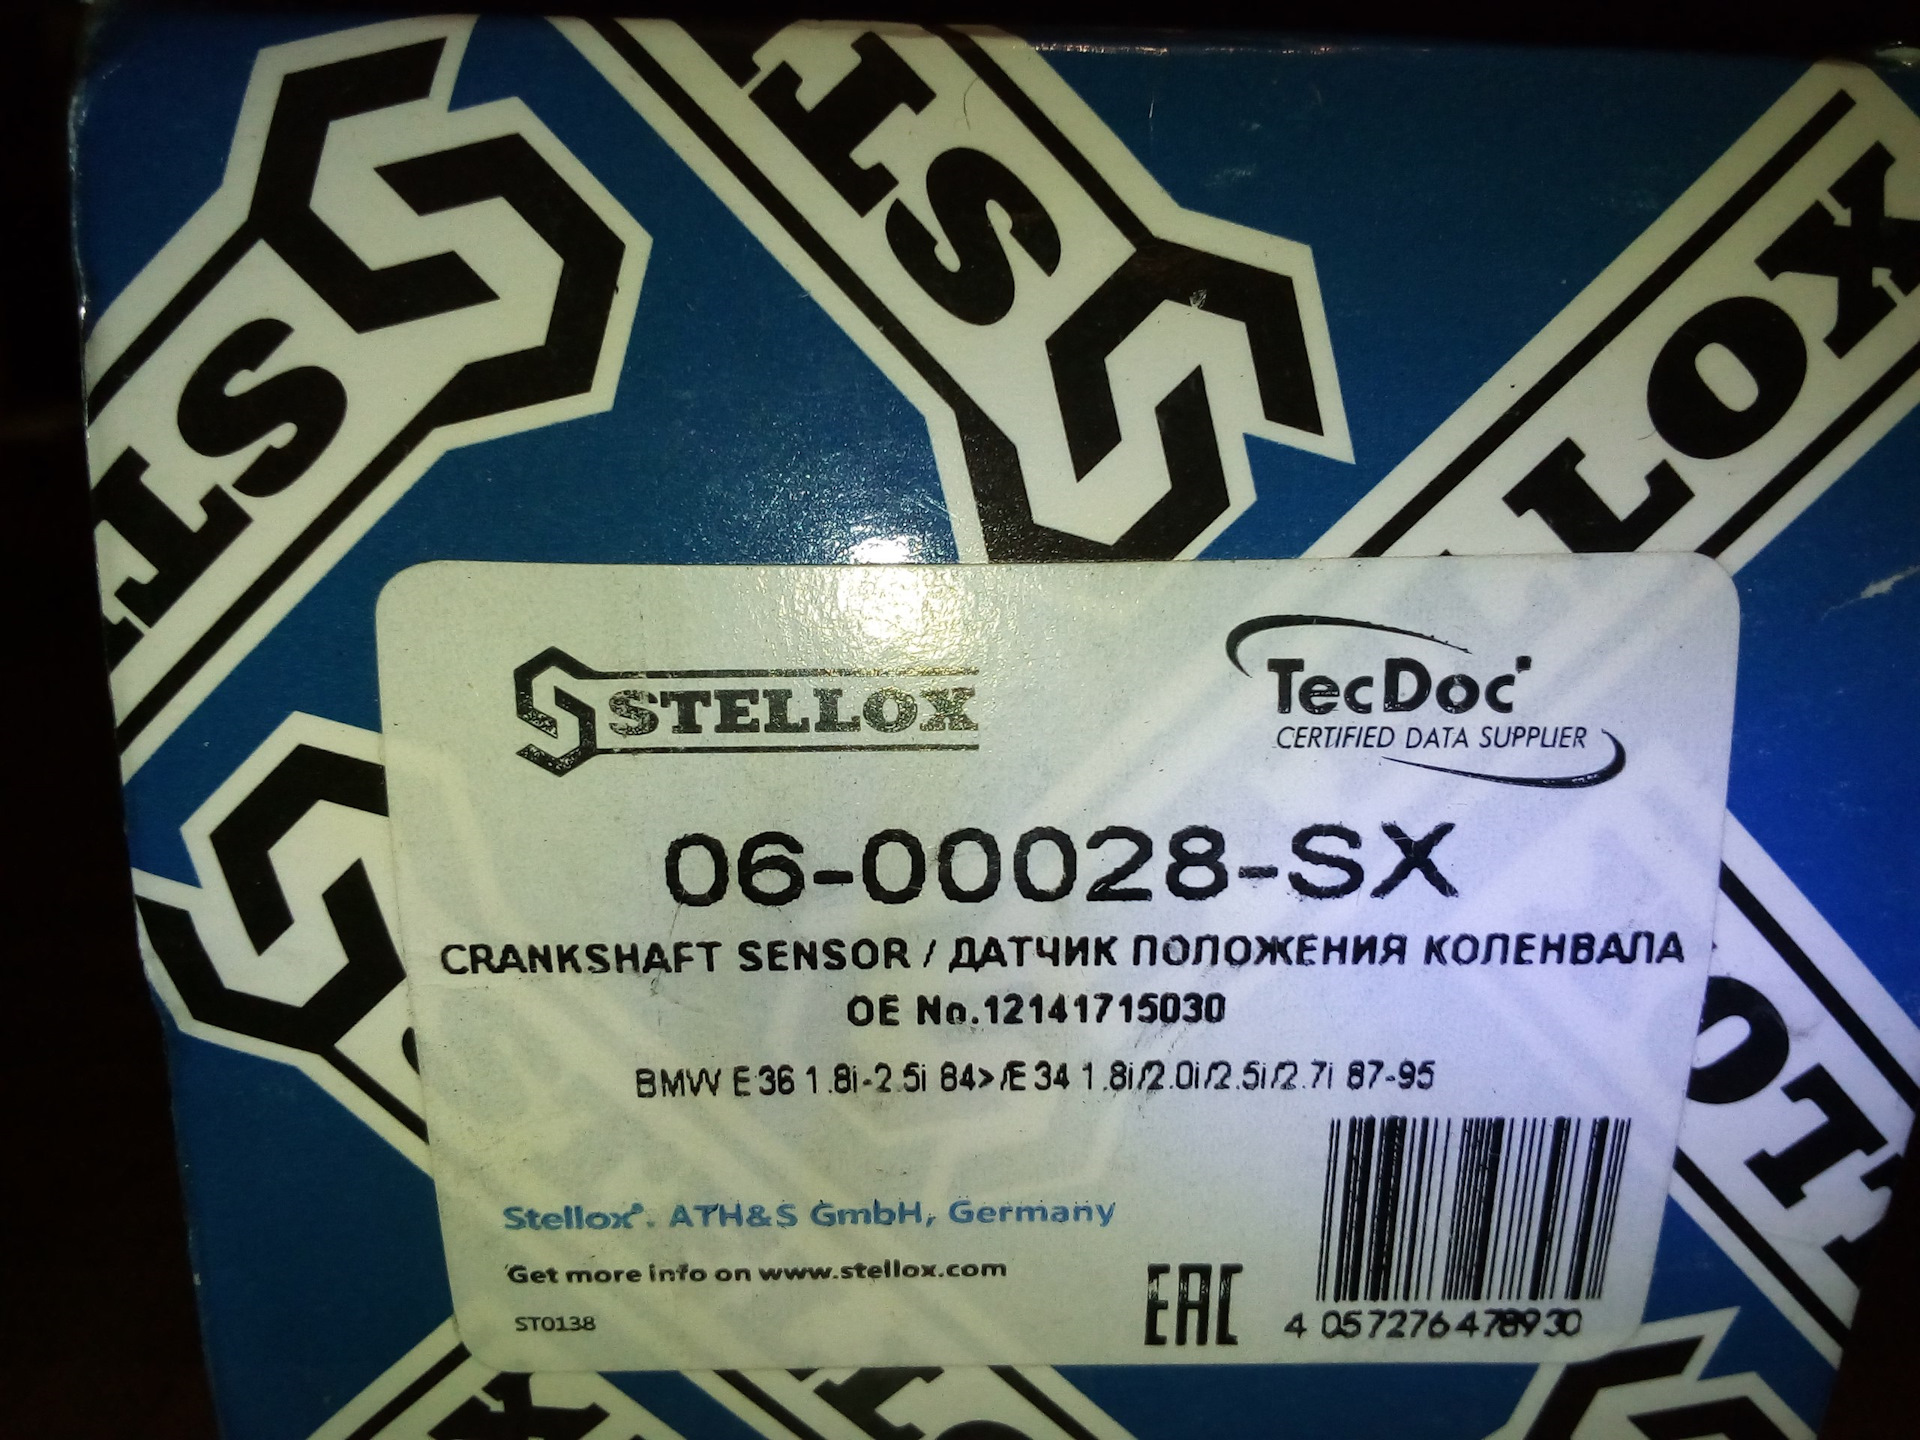 STELLOX
TecDoc
CERTIFIED DATA SUPPLIER
06-00028-SX
CRANKSHAFT SENSOR / ДАТЧИК ПОЛОЖЕНИЯ КОЛЕНВАЛА
OE No.12141715030
BMW E36 1.8i-2.5i 84>/E34 1.8i/2.0i/2.5i/2.7i 87-95
Stellox®. ATH&S GmbH, Germany
Get more info on www.stellox.com
ST0138
EAC
4 057276 478930